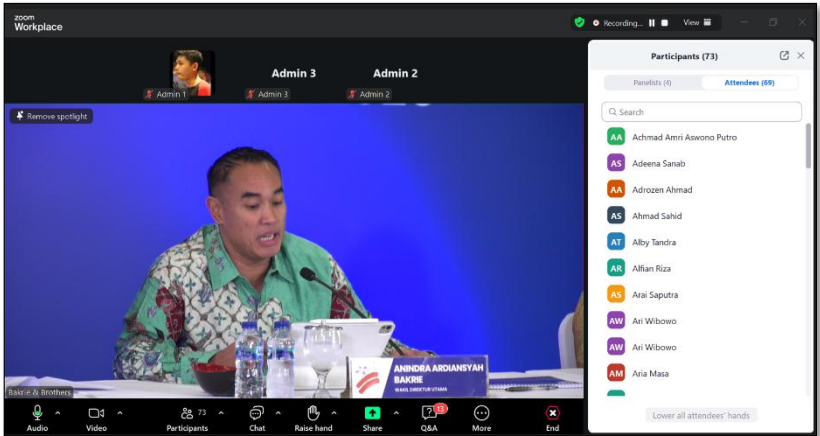 zoom
Workplace
Recording...
View
Admin 3
Admin 2
Admin 1
Admin 3
Admin 2
Remove spotlight
ANINDRA ARDIANSYAH
BAKRIE
WAKIL DIREKTUR UTAMA
Bakrie & Brothers
Audio
Video
73
Participants
Chat
Raise hand
Share
13
Q&A
More
End
Participants (73)
Panelists (4)
Attendees (69)
Search
AA Achmad Amri Aswono Putro
AS Adeena Sanab
AA Adrozen Ahmad
AS Ahmad Sahid
AT Alby Tandra
AR Alfian Riza
AS Arai Saputra
AW Ari Wibowo
AW Ari Wibowo
AM Aria Masa
Lower all attendees' hands